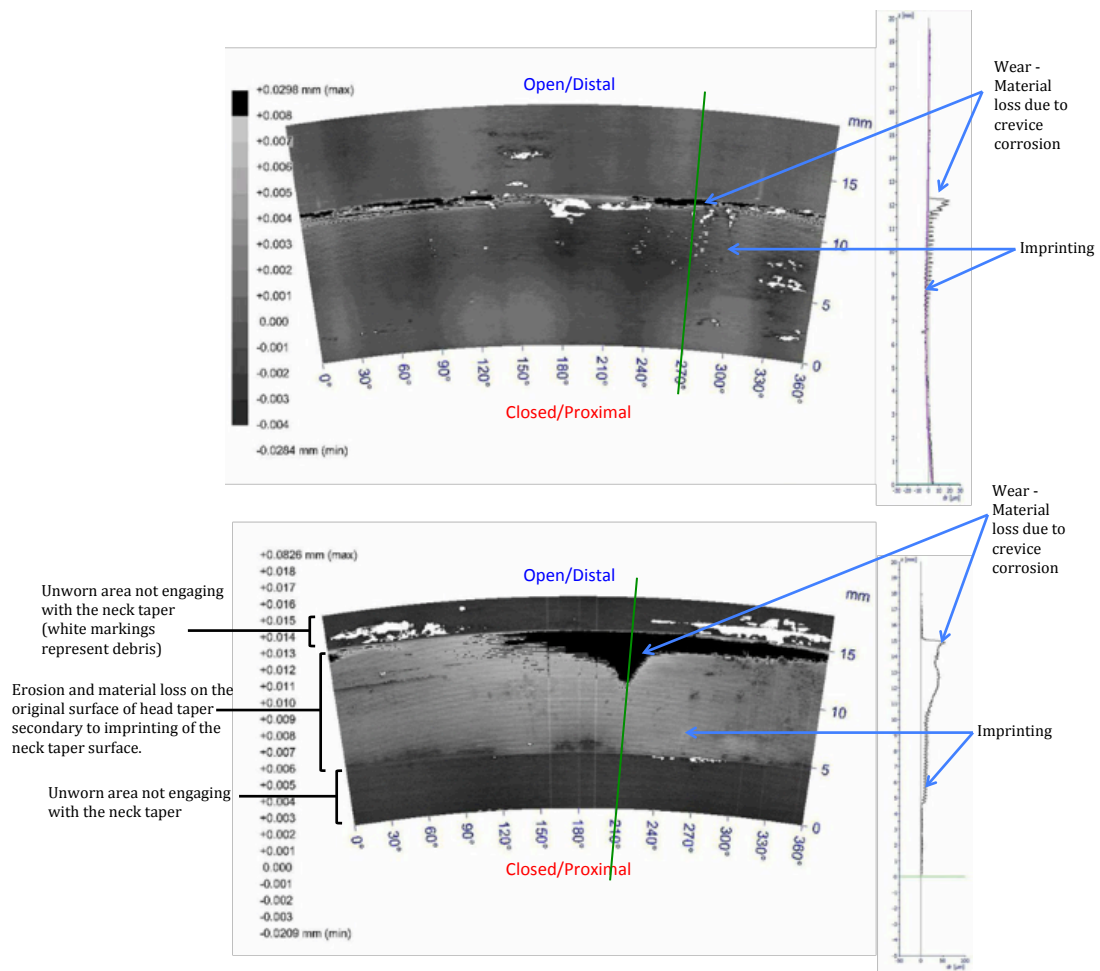 Open/Distal
+0.0298 mm (max)
+0.008
+0.007
+0.006
+0.005
+0.004
+0.003
+0.002
+0.001
0.000
-0.001
-0.002
-0.003
-0.004
-0.0284 mm (min)
mm
15
10
5
0
0°
30°
60°
90°
120°
150°
180°
210°
240°
270°
300°
330°
360°
Closed/Proximal
Wear -
Material
loss due to
crevice
corrosion
Imprinting
Wear -
Material
loss due to
crevice
corrosion
Open/Distal
+0.0826 mm (max)
+0.018
+0.017
+0.016
+0.015
+0.014
+0.013
+0.012
+0.011
+0.010
+0.009
+0.008
+0.007
+0.006
+0.005
+0.004
+0.003
+0.002
+0.001
0.000
-0.001
-0.002
-0.003
-0.0209 mm (min)
Unworn area not engaging
with the neck taper
(white markings
represent debris)
Erosion and material loss on the
original surface of head taper
secondary to imprinting of the
neck taper surface.
Unworn area not engaging
with the neck taper
mm
15
10
5
0
0°
30°
60°
90°
120°
150°
180°
210°
240°
270°
300°
330°
360°
Closed/Proximal
Imprinting